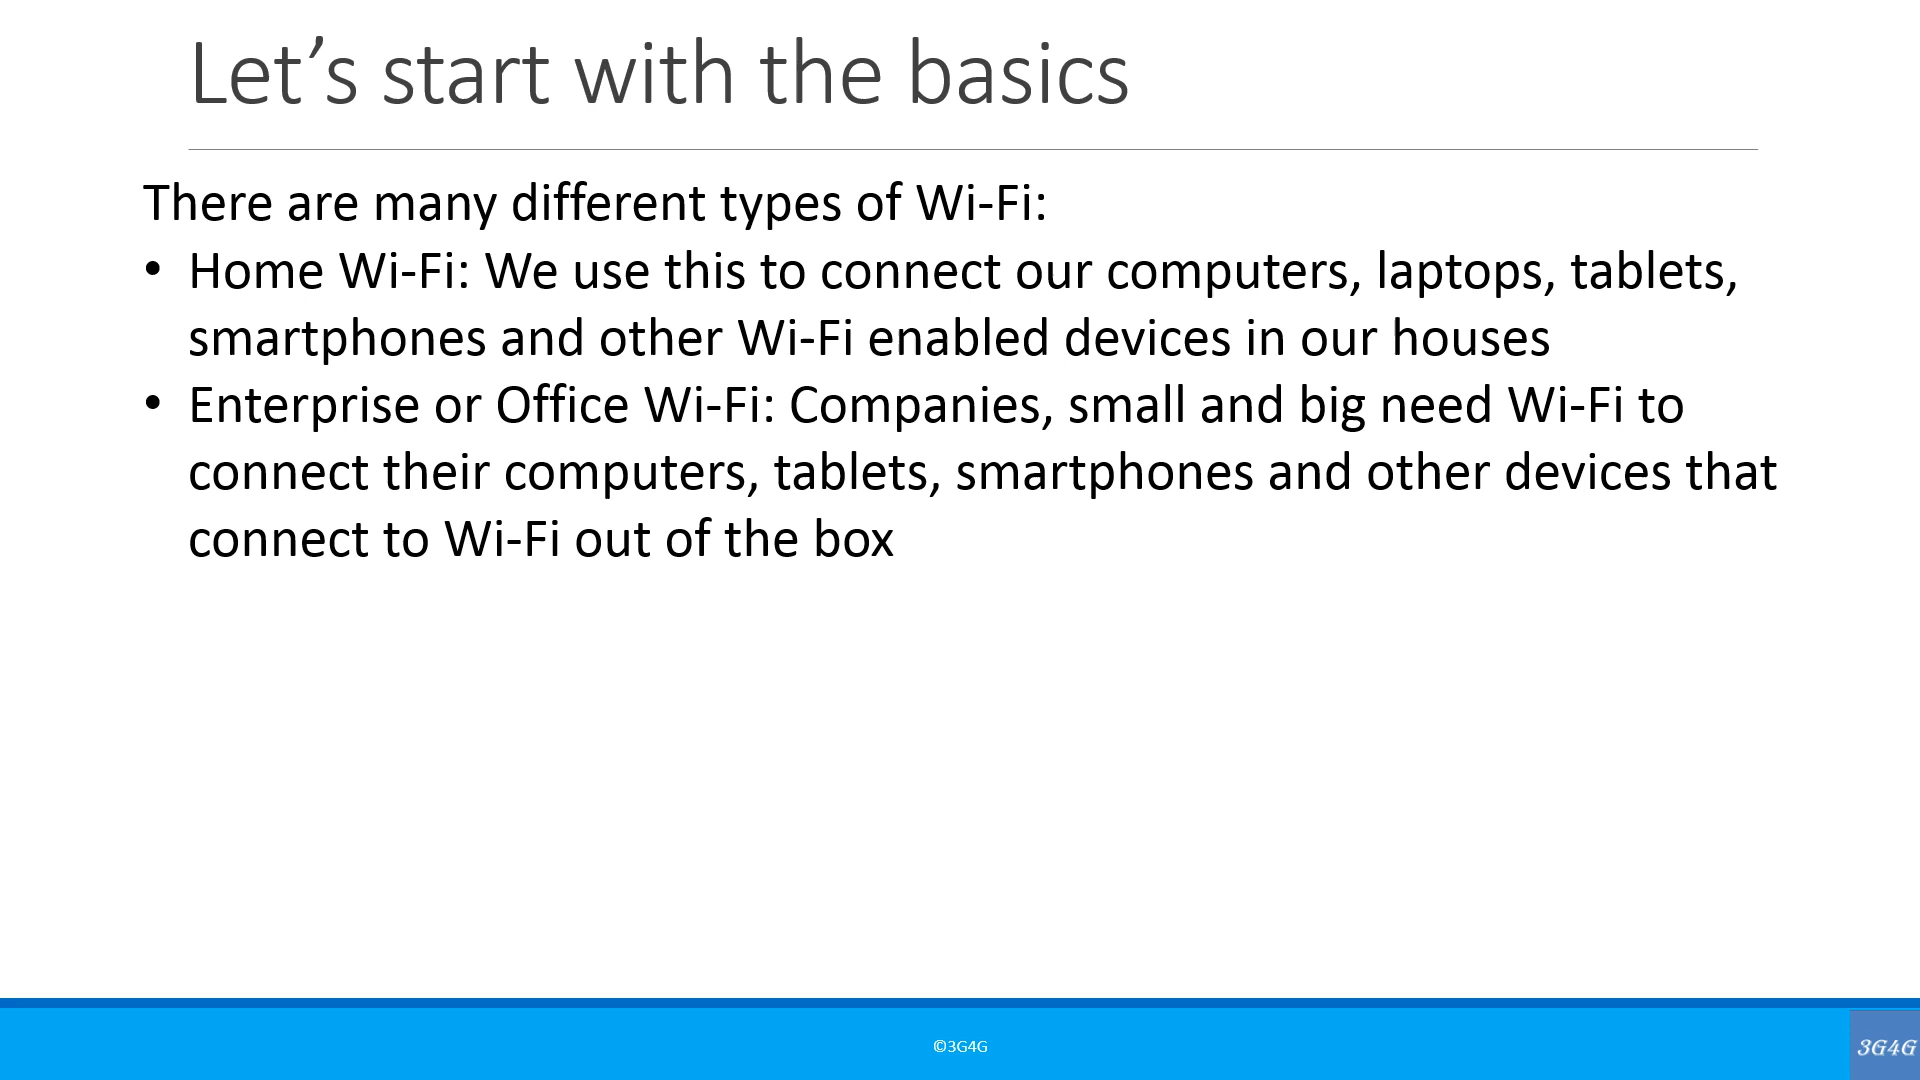 Let’s start with the basics
There are many different types of Wi-Fi:
• Home Wi-Fi: We use this to connect our computers, laptops, tablets,
smartphones and other Wi-Fi enabled devices in our houses
• Enterprise or Office Wi-Fi: Companies, small and big need Wi-Fi to
connect their computers, tablets, smartphones and other devices that
connect to Wi-Fi out of the box
©3G4G
3G4G